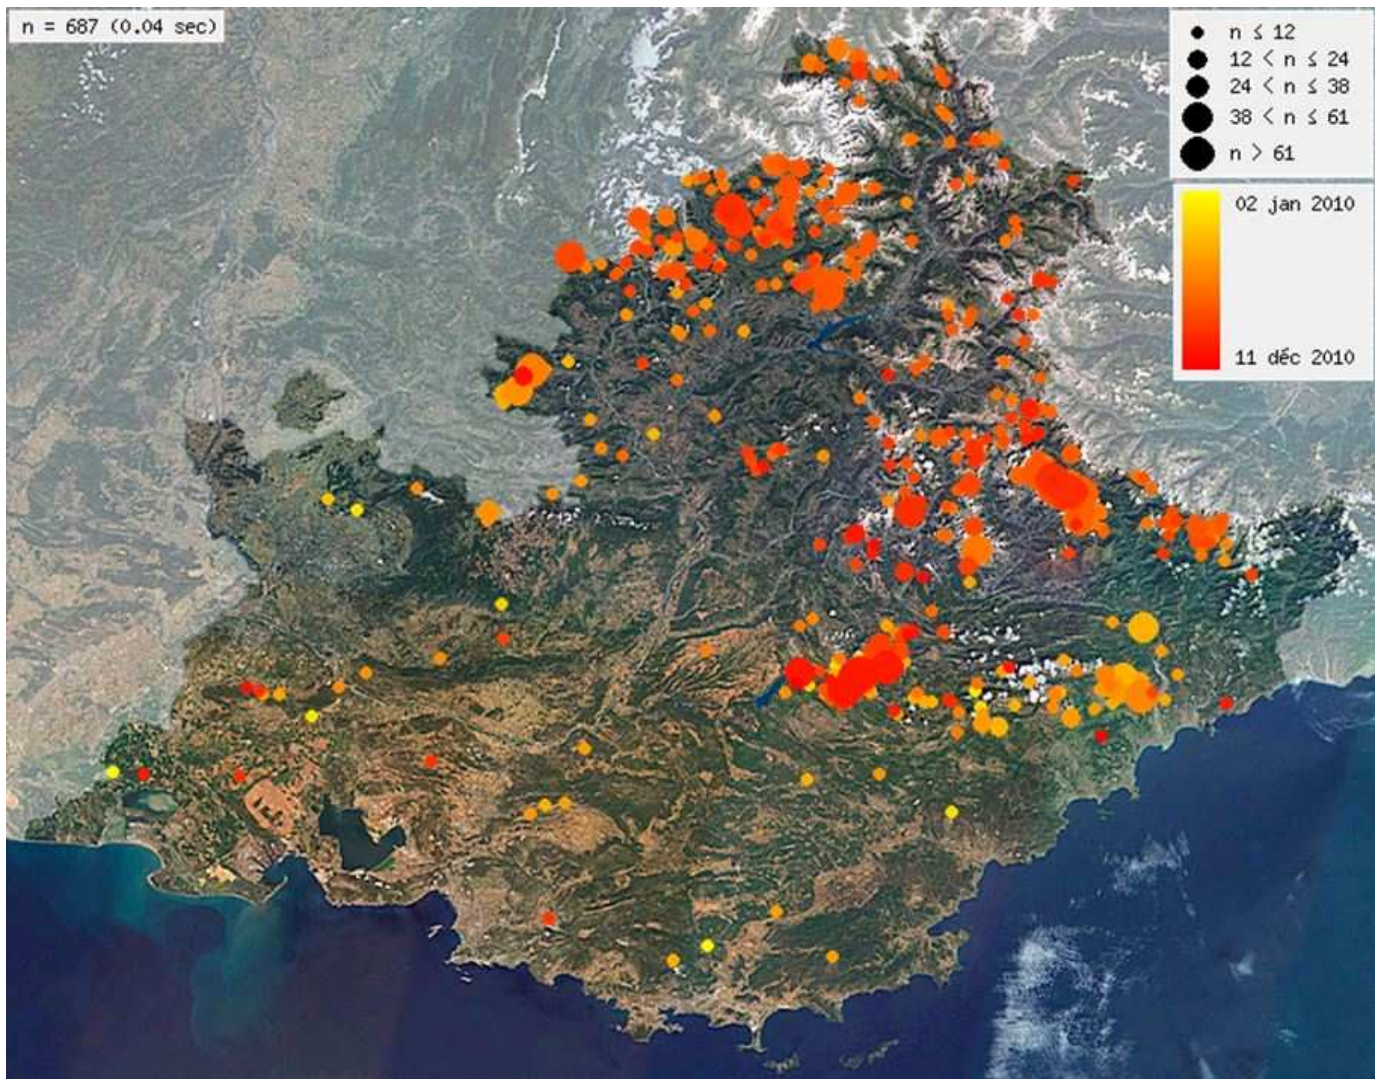 n = 687 (0.04 sec)
n ≤ 12
12 < n ≤ 24
24 < n ≤ 38
38 < n ≤ 61
n > 61
02 jan 2010
11 déc 2010